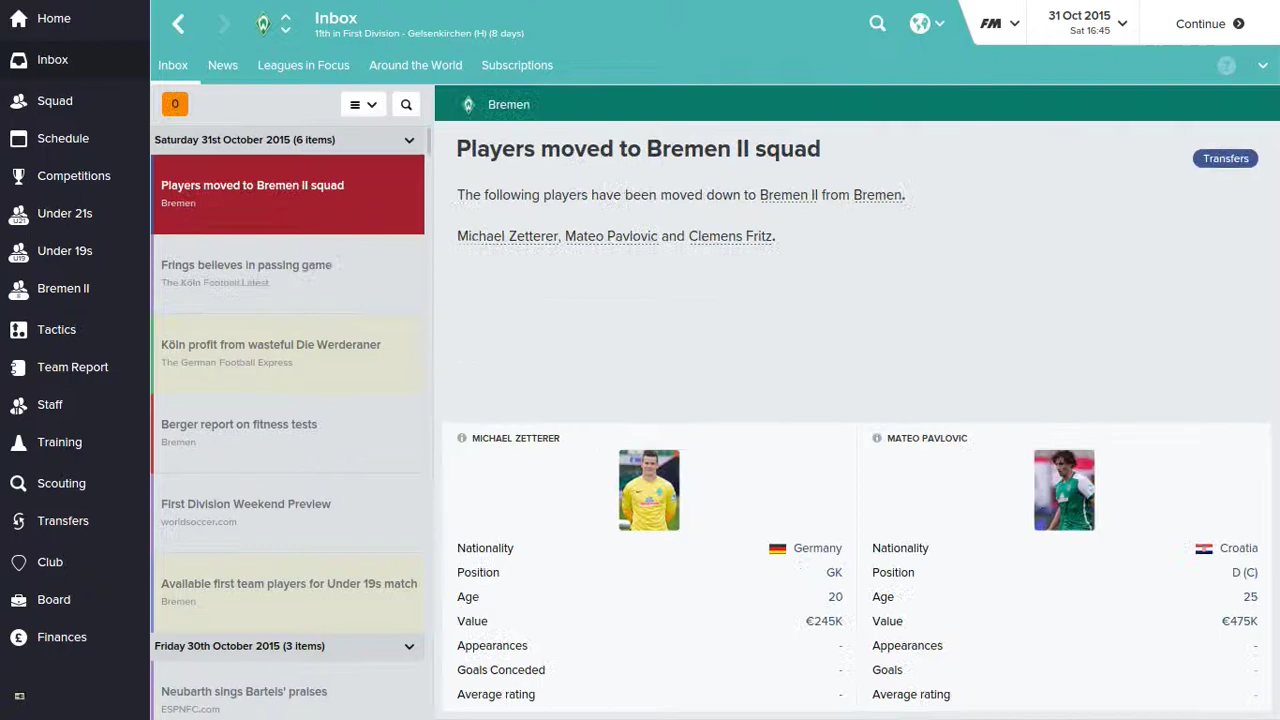 Home
Inbox
Squad
Schedule
Competitions
Under 21s
Under 19s
Bremen II
Tactics
Team Report
Staff
Training
Scouting
Transfers
Club
Board
Finances
Inbox
11th in First Division - Gelsenkirchen (H) (8 days)
FM
31 Oct 2015
Sat 16:45
Continue
Inbox News Leagues in Focus Around the World Subscriptions
0
Saturday 31st October 2015 (6 items)
Players moved to Bremen II squad
Bremen
Frings believes in passing game
The Köln Football Latest
Köln profit from wasteful Die Werderaner
The German Football Express
Berger report on fitness tests
Bremen
First Division Weekend Preview
worldsoccer.com
Available first team players for Under 19s match
Bremen
Friday 30th October 2015 (3 items)
Neubarth sings Bartels' praises
ESPNFC.com
Bremen
Players moved to Bremen II squad
Transfers
The following players have been moved down to Bremen II from Bremen.
Michael Zetterer, Mateo Pavlovic and Clemens Fritz.
MICHAEL ZETTERER
Nationality Germany
Position GK
Age 20
Value €245K
Appearances -
Goals Conceded -
Average rating -
MATEO PAVLOVIC
Nationality Croatia
Position D (C)
Age 25
Value €475K
Appearances -
Goals -
Average rating -